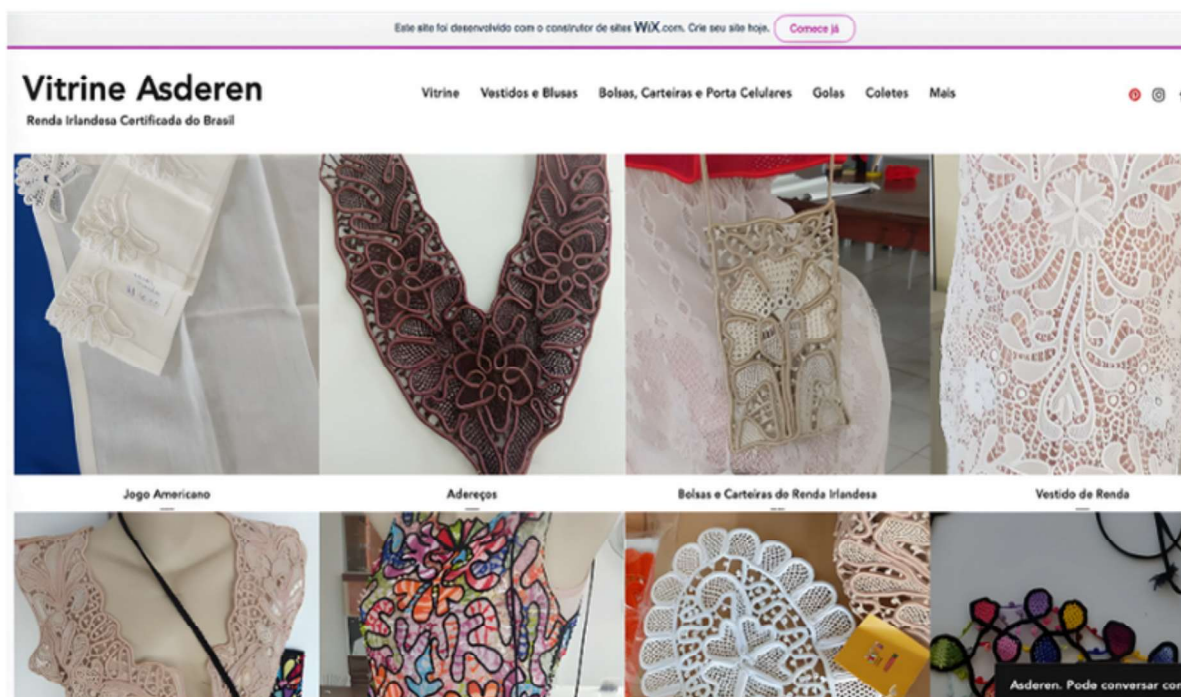 Este site foi desenvolvido com o construtor de sites WiX.com. Crie seu site hoje. Comece já
Vitrine Asderen
Renda Irlandesa Certificada do Brasil
Vitrine Vestidos e Blusas Bolsas, Carteiras e Porta Celulares Golas Coletes Mais
Jogo Americano Adereços Bolsas e Carteiras de Renda Irlandesa Vestido de Renda
Asderen. Pode conversar con